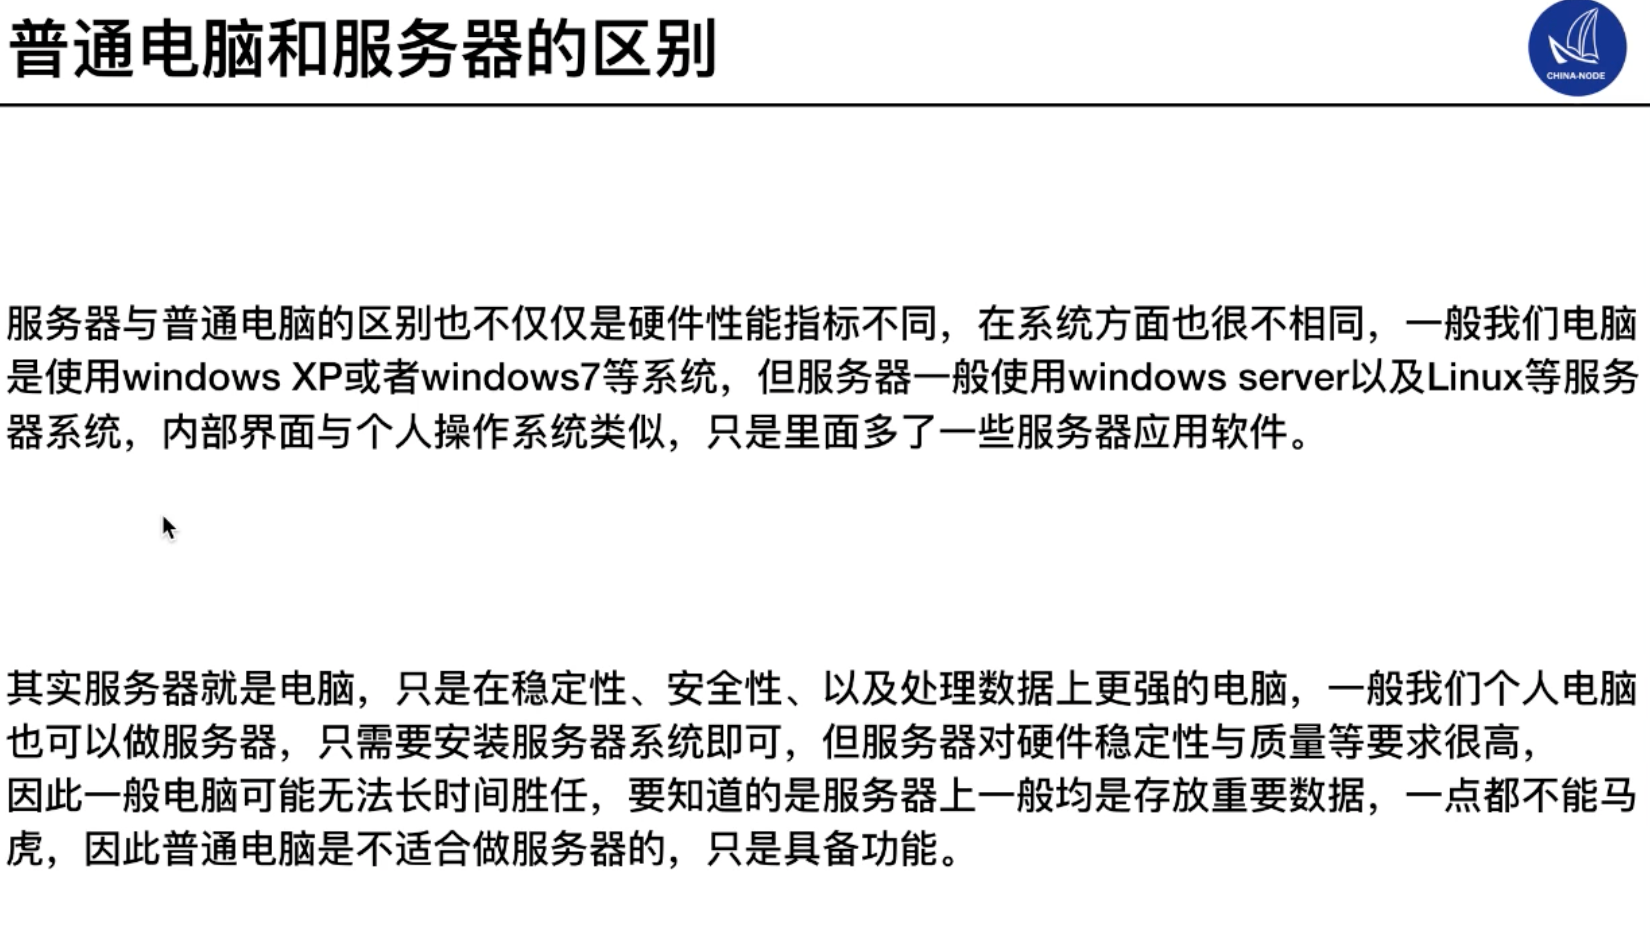 普通电脑和服务器的区别
CHINA-NODE
服务器与普通电脑的区别也不仅仅是硬件性能指标不同，在系统方面也很不相同，一般我们电脑
是使用windows XP或者windows7等系统，但服务器一般使用windows server以及Linux等服务
器系统，内部界面与个人操作系统类似，只是里面多了一些服务器应用软件。
其实服务器就是电脑，只是在稳定性、安全性、以及处理数据上更强的电脑，一般我们个人电脑
也可以做服务器，只需要安装服务器系统即可，但服务器对硬件稳定性与质量等要求很高，
因此一般电脑可能无法长时间胜任，要知道的是服务器上一般均是存放重要数据，一点都不能马
虎，因此普通电脑是不适合做服务器的，只是具备功能。